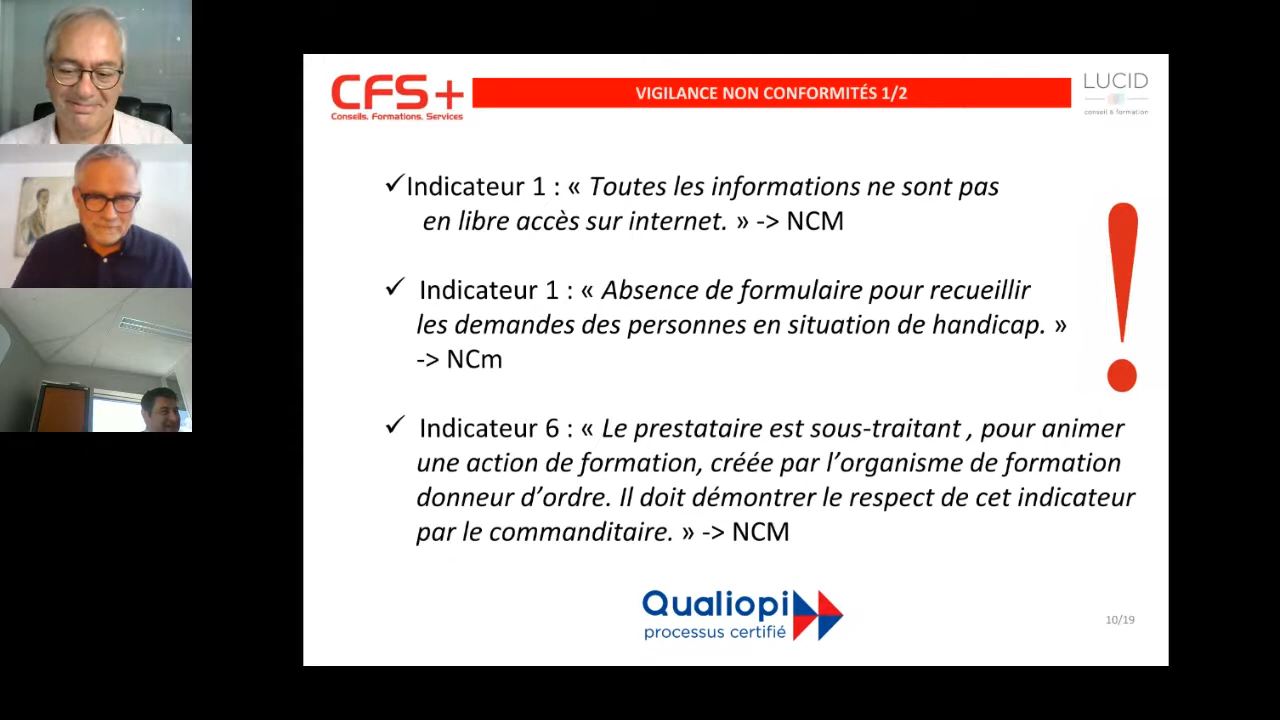 CFS+
Conseils, Formations, Services
VIGILANCE NON CONFORMITÉS 1/2
LUCID
conseil & formation
✓Indicateur 1 : « Toutes les informations ne sont pas
en libre accès sur internet. » -> NCM
✓ Indicateur 1 : « Absence de formulaire pour recueillir
les demandes des personnes en situation de handicap. »
-> NCm
✓ Indicateur 6 : « Le prestataire est sous-traitant , pour animer
une action de formation, créée par l’organisme de formation
donneur d’ordre. Il doit démontrer le respect de cet indicateur
par le commanditaire. » -> NCM
!
Qualiopi
processus certifié
10/19